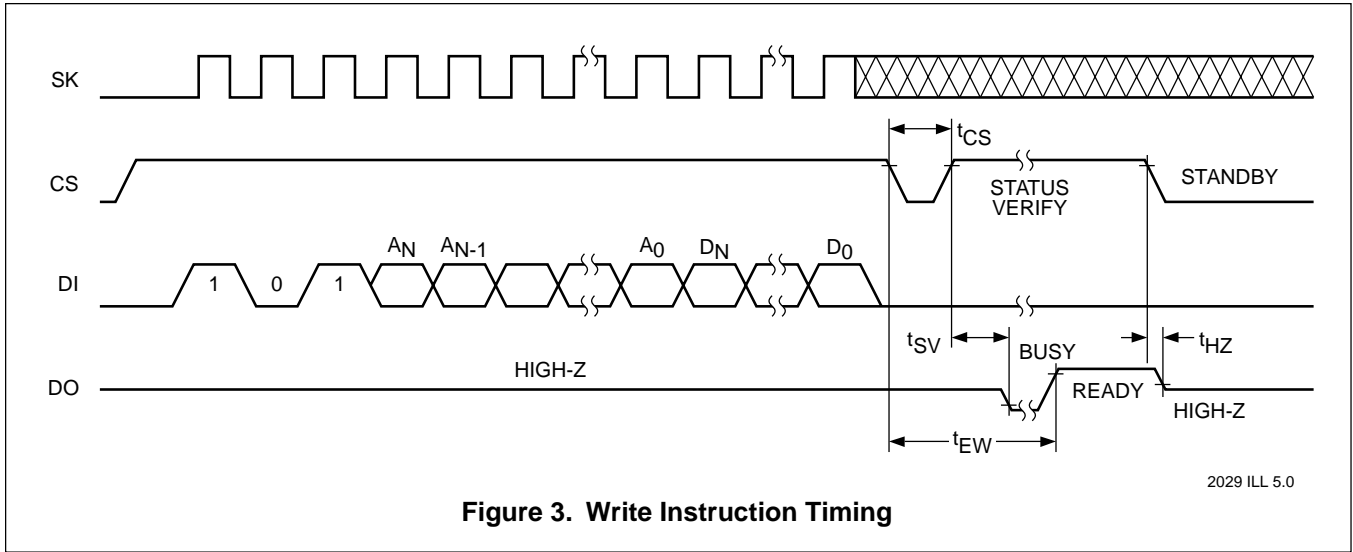 SK
CS
tCS
STATUS
VERIFY
STANDBY
DI
1 0 1 AN AN-1 A0 DN D0
tSV
BUSY
tHZ
DO
HIGH-Z
READY
HIGH-Z
tEW
2029 ILL 5.0
Figure 3. Write Instruction Timing